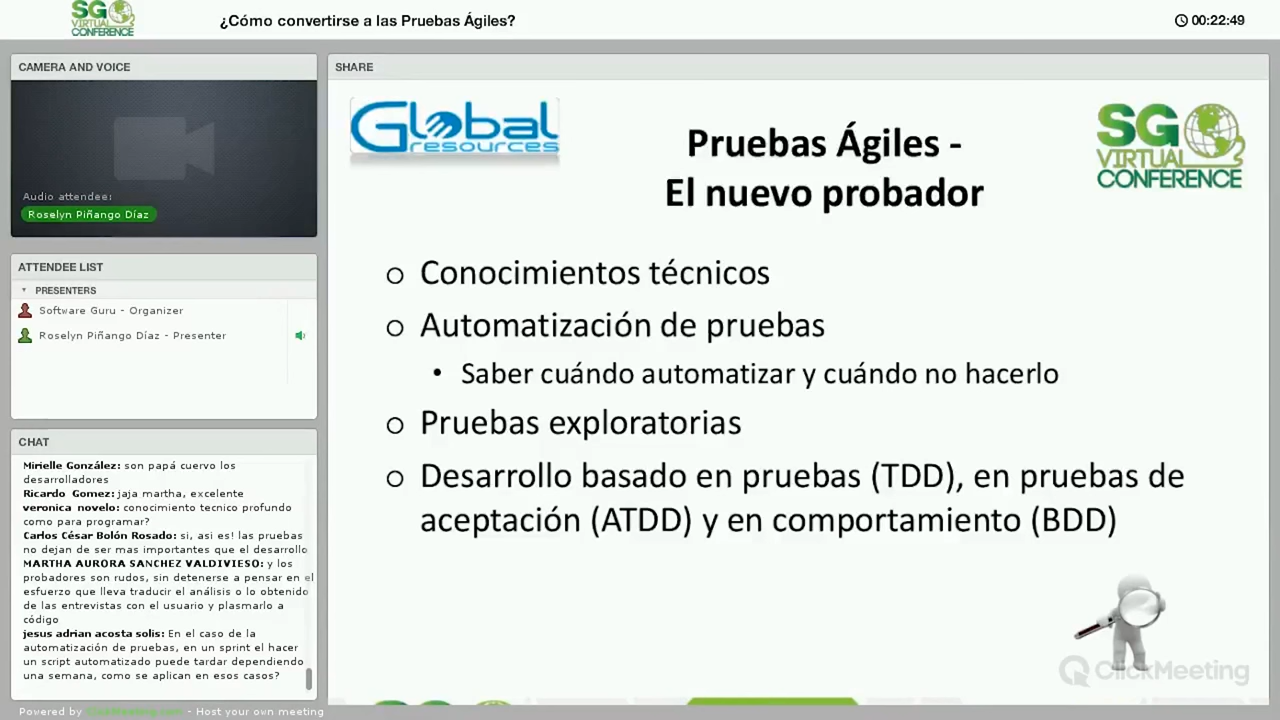 SG
VIRTUAL
CONFERENCE
¿Cómo convertirse a las Pruebas Ágiles?
00:22:49
CAMERA AND VOICE
Audio attendee:
Roselyn Piñango Díaz
ATTENDEE LIST
PRESENTERS
Software Guru - Organizer
Roselyn Piñango Díaz - Presenter
CHAT
Mirielle González: son papá cuervo los
desarrolladores
Ricardo Gomez: jaja martha, excelente
veronica novelo: conocimiento tecnico profundo
como para programar?
Carlos César Bolón Rosado: si, asi es! las pruebas
no dejan de ser mas importantes que el desarrollo
MARTHA AURORA SANCHEZ VALDIVIESO: y los
probadores son rudos, sin detenerse a pensar en el
esfuerzo que lleva traducir el análisis o lo obtenido
de las entrevistas con el usuario y plasmarlo a
código
jesus adrian acosta solis: En el caso de la
automatización de pruebas, en un sprint el hacer
un script automatizado puede tardar dependiendo
una semana, como se aplican en esos casos?
SHARE
Global
resources
Pruebas Ágiles -
El nuevo probador
SG
VIRTUAL
CONFERENCE
Conocimientos técnicos
Automatización de pruebas
Saber cuándo automatizar y cuándo no hacerlo
Pruebas exploratorias
Desarrollo basado en pruebas (TDD), en pruebas de
aceptación (ATDD) y en comportamiento (BDD)
ClickMeeting
Powered by ClickMeeting.com - Host your own meeting